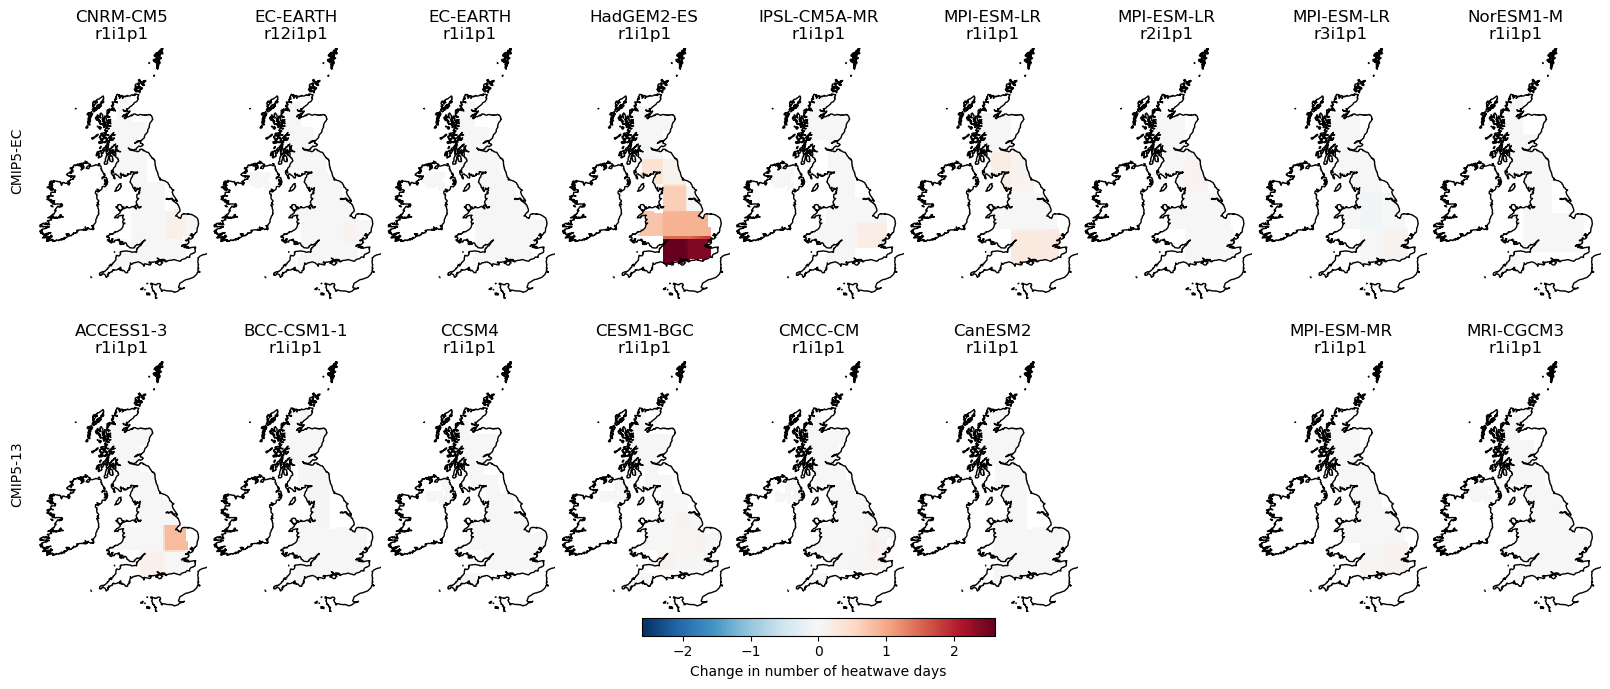 CNRM-CM5
r1i1p1
EC-EARTH
r12i1p1
EC-EARTH
r1i1p1
HadGEM2-ES
r1i1p1
IPSL-CM5A-MR
r1i1p1
MPI-ESM-LR
r1i1p1
MPI-ESM-LR
r2i1p1
MPI-ESM-LR
r3i1p1
NorESM1-M
r1i1p1
CMIP5-EC
ACCESS1-3
r1i1p1
BCC-CSM1-1
r1i1p1
CCSM4
r1i1p1
CESM1-BGC
r1i1p1
CMCC-CM
r1i1p1
CanESM2
r1i1p1
MPI-ESM-MR
r1i1p1
MRI-CGCM3
r1i1p1
CMIP5-13
−2 −1 0 1 2
Change in number of heatwave days